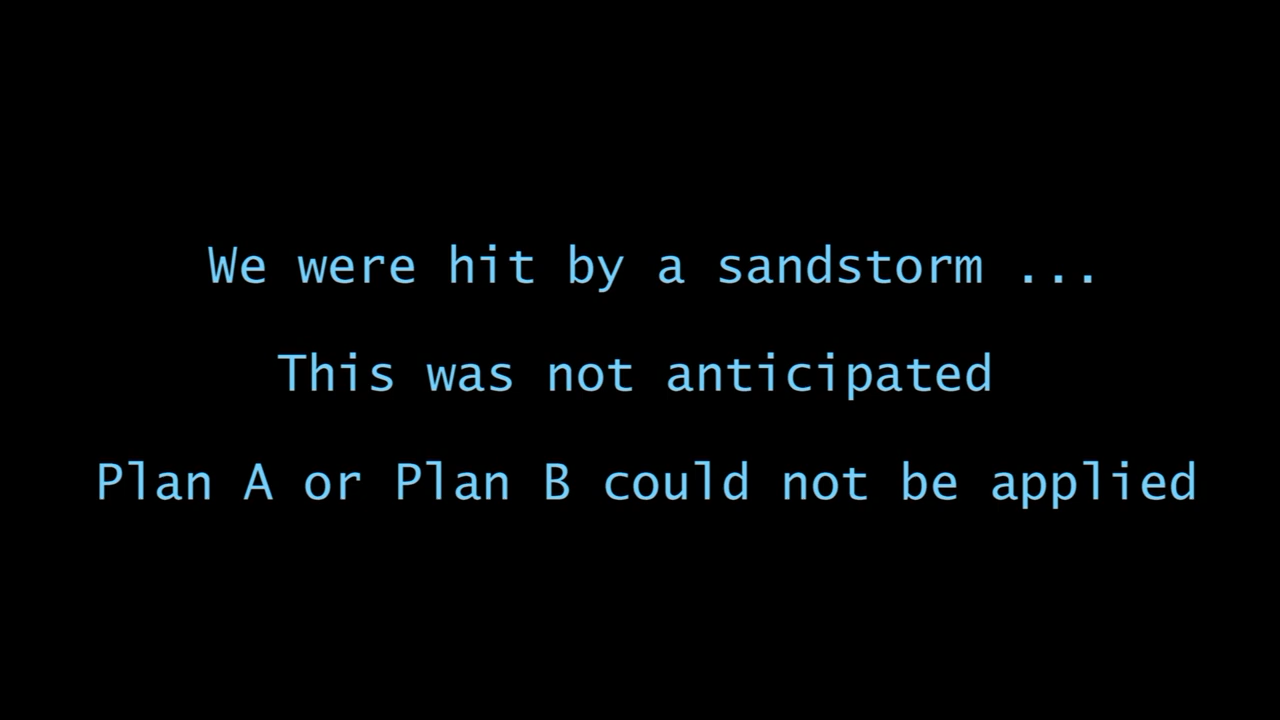 We were hit by a sandstorm ...
This was not anticipated
Plan A or Plan B could not be applied